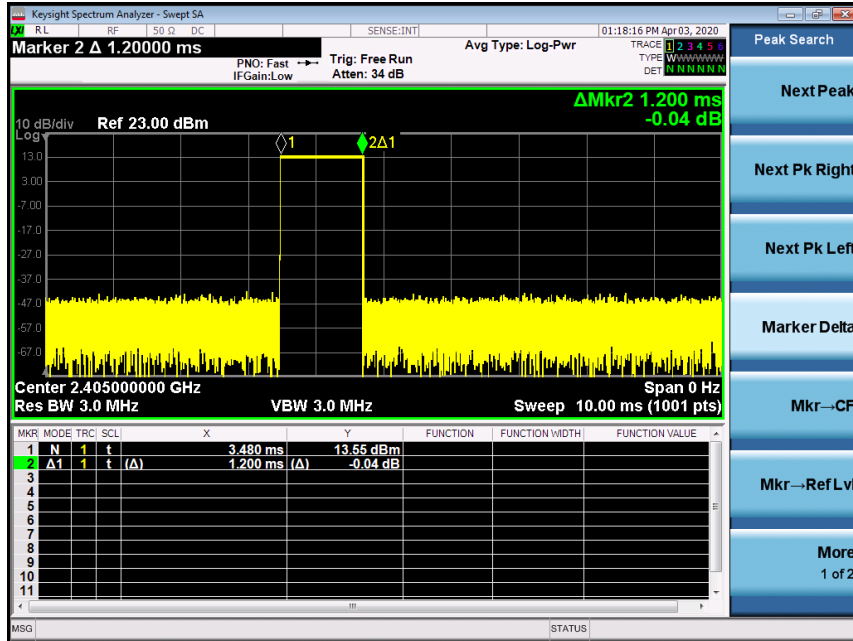 Keysight Spectrum Analyzer - Swept SA
LXI RL RF 50 Ω DC SENSE:INT 01:18:16 PM Apr 03, 2020
Marker 2 Δ 1.20000 ms
PNO: Fast
IFGain:Low
Trig: Free Run
Atten: 34 dB
Avg Type: Log-Pwr
TRACE 1 2 3 4 5 6
TYPE WWWWWW
DET N N N N N N
ΔMkr2 1.200 ms
-0.04 dB
10 dB/div Ref 23.00 dBm
Log
1
2Δ1
13.0
3.00
-7.00
-17.0
-27.0
-37.0
-47.0
-57.0
-67.0
Center 2.405000000 GHz Span 0 Hz
Res BW 3.0 MHz VBW 3.0 MHz Sweep 10.00 ms (1001 pts)
MKR MODE TRC SCL X Y FUNCTION FUNCTION WIDTH FUNCTION VALUE
1 N 1 t 3.480 ms 13.55 dBm
2 Δ1 1 t (Δ) 1.200 ms (Δ) -0.04 dB
3
4
5
6
7
8
9
10
11
MSG STATUS
Peak Search
Next Peak
Next Pk Right
Next Pk Left
Marker Delta
Mkr→CF
Mkr→Ref Lvl
More
1 of 2